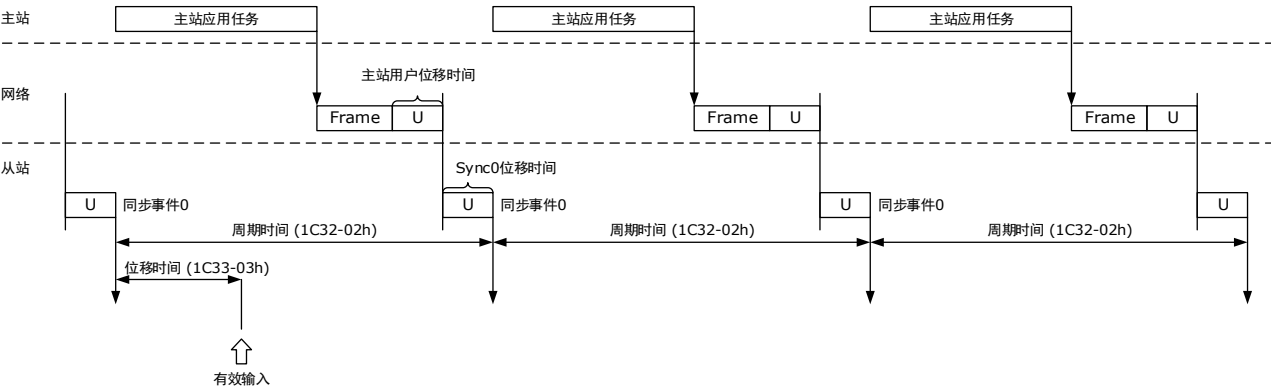 主站
主站应用任务
主站应用任务
主站应用任务
主站用户位移时间
网络
Frame
U
Frame
U
Frame
U
从站
Sync0位移时间
U
同步事件0
U
同步事件0
U
同步事件0
U
周期时间 (1C32-02h)
周期时间 (1C32-02h)
周期时间 (1C32-02h)
位移时间 (1C33-03h)
有效输入